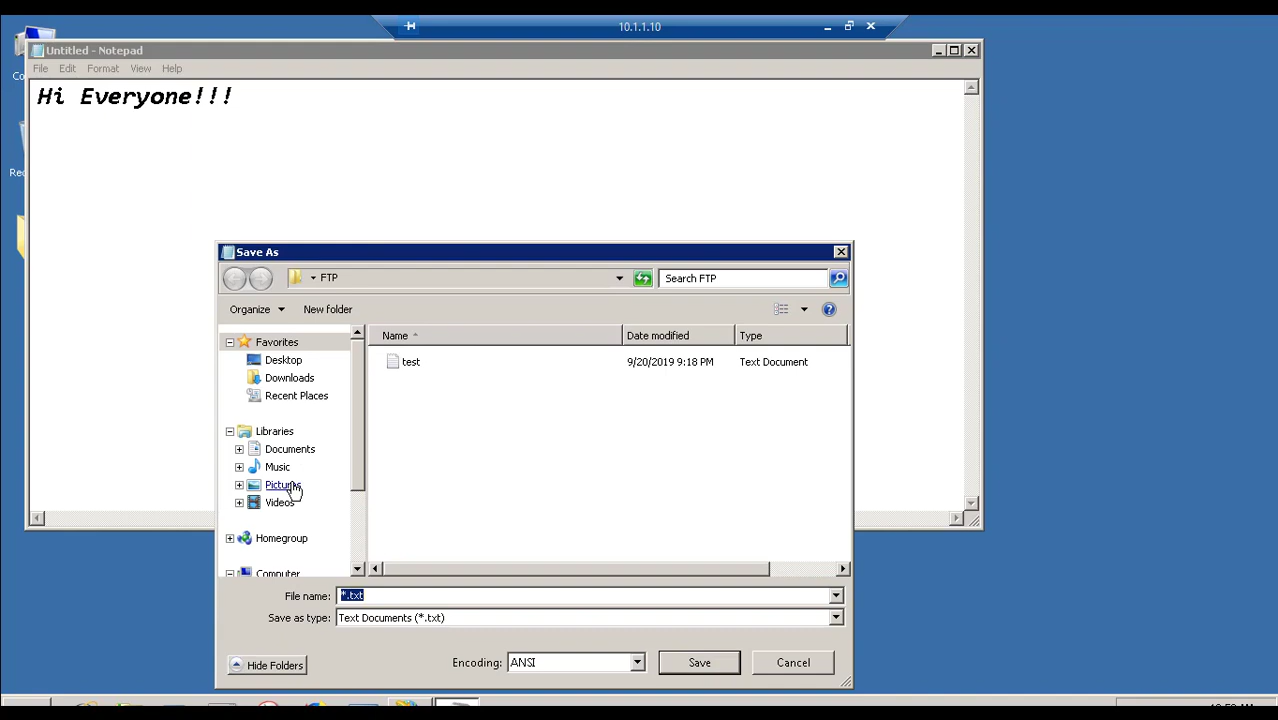 10.1.1.10
Untitled - Notepad
File Edit Format View Help
Hi Everyone!!!
Save As
FTP
Search FTP
Organize New folder
Name Date modified Type
Favorites
test 9/20/2019 9:18 PM Text Document
Desktop
Downloads
Recent Places
Libraries
Documents
Music
Videos
Homegroup
Computer
File name: *.txt
Save as type: Text Documents (*.txt)
Hide Folders
Encoding: ANSI
Save Cancel